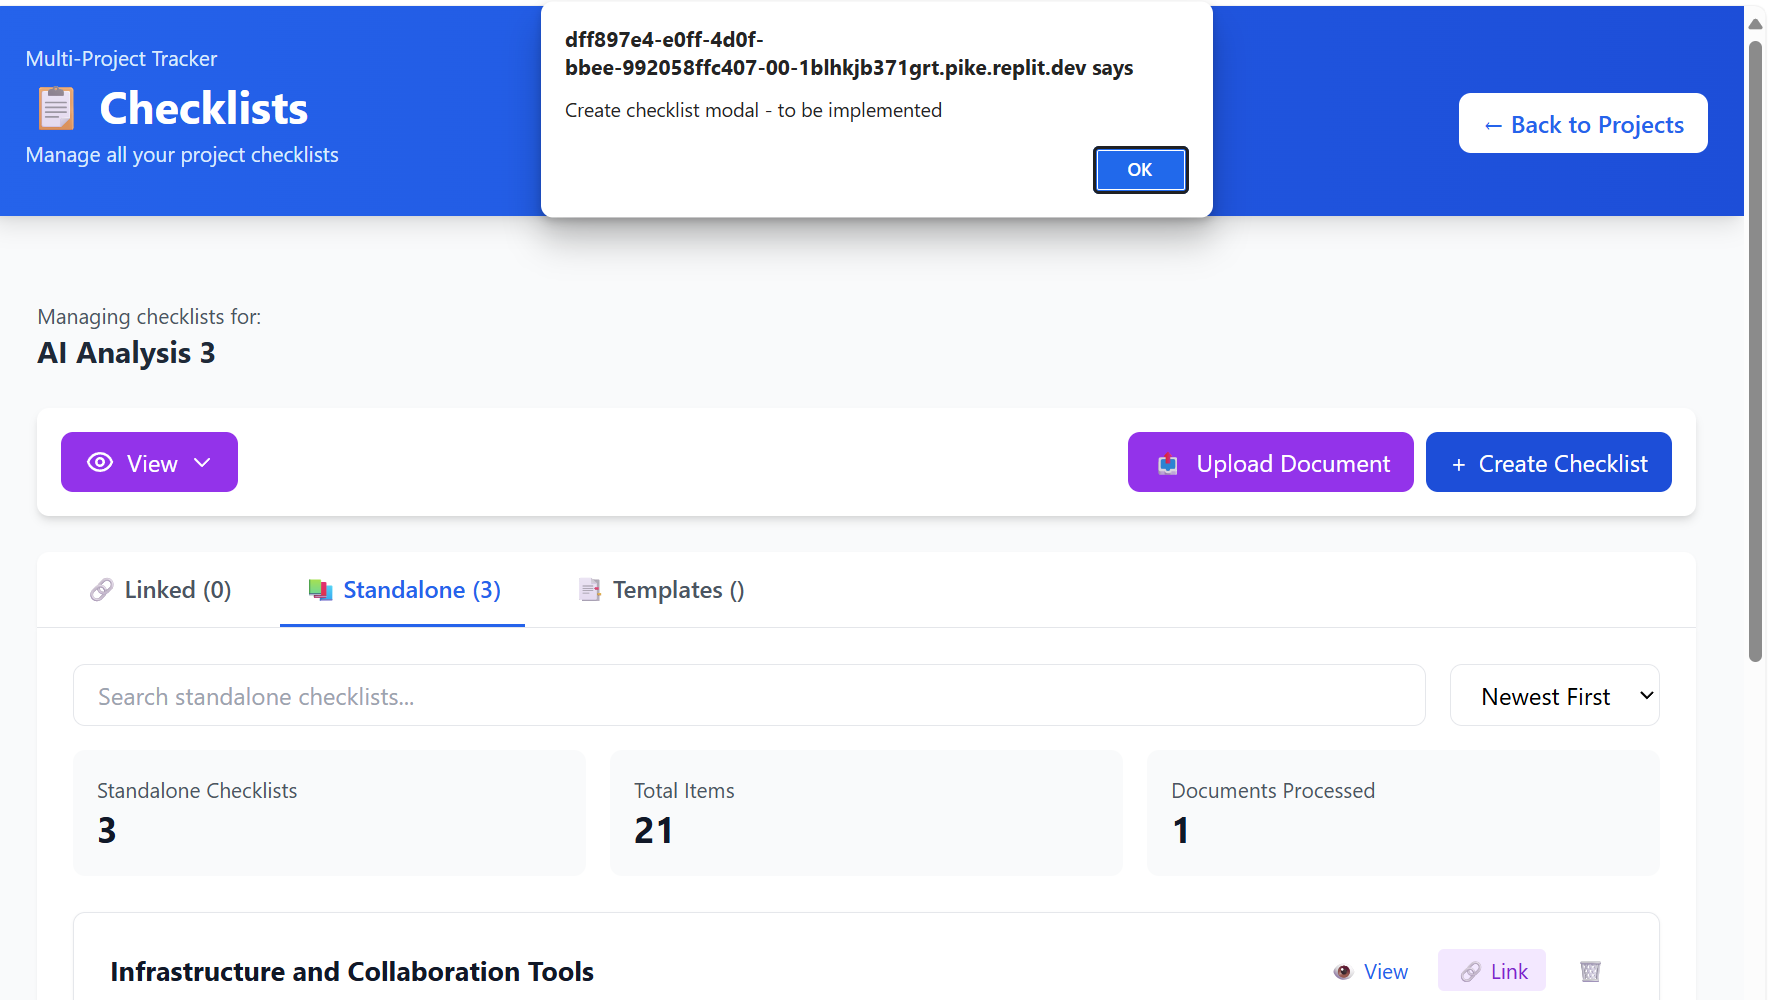 Multi-Project Tracker
Checklists
Manage all your project checklists
dff897e4-e0ff-4d0f-
bbee-992058ffc407-00-1blhkjb371grt.pike.replit.dev says
Create checklist modal - to be implemented
OK
← Back to Projects
Managing checklists for:
AI Analysis 3
View
Upload Document
+ Create Checklist
Linked (0)
Standalone (3)
Templates ()
Search standalone checklists...
Newest First
Standalone Checklists
3
Total Items
21
Documents Processed
1
Infrastructure and Collaboration Tools
View
Link